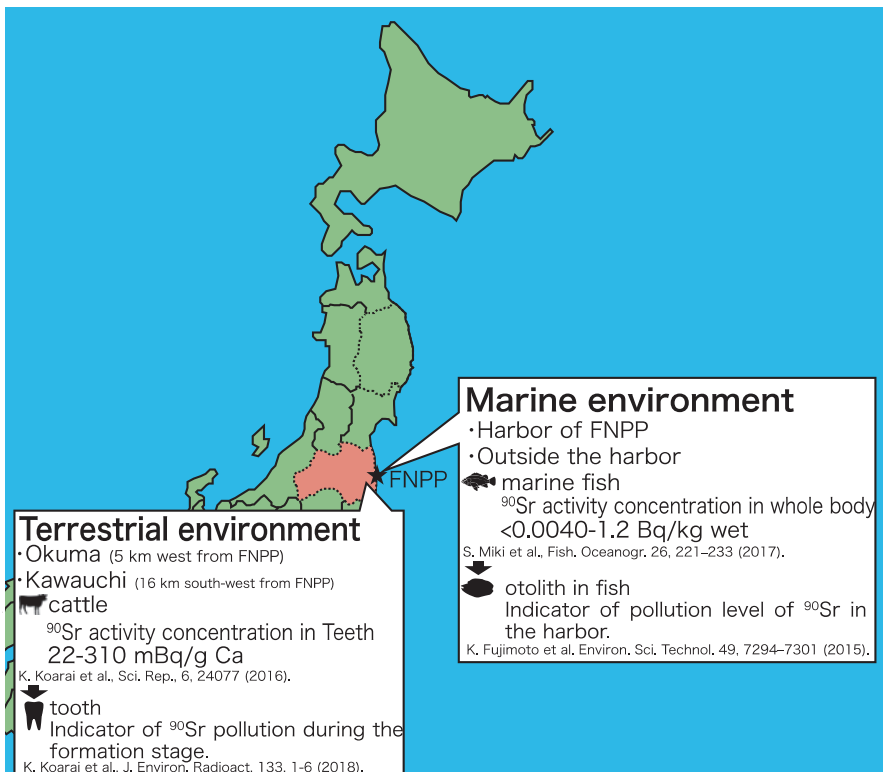 FNPP
Marine environment
・Harbor of FNPP
・Outside the harbor
marine fish
⁹⁰Sr activity concentration in whole body
<0.0040-1.2 Bq/kg wet
S. Miki et al., Fish. Oceanogr. 26, 221–233 (2017).
otolith in fish
Indicator of pollution level of ⁹⁰Sr in
the harbor.
K. Fujimoto et al. Environ. Sci. Technol. 49, 7294–7301 (2015).
Terrestrial environment
・Okuma (5 km west from FNPP)
・Kawauchi (16 km south-west from FNPP)
cattle
⁹⁰Sr activity concentration in Teeth
22-310 mBq/g Ca
K. Koarai et al., Sci. Rep., 6, 24077 (2016).
tooth
Indicator of ⁹⁰Sr pollution during the
formation stage.
K. Koarai et al., J. Environ. Radioact. 133, 1-6 (2018).